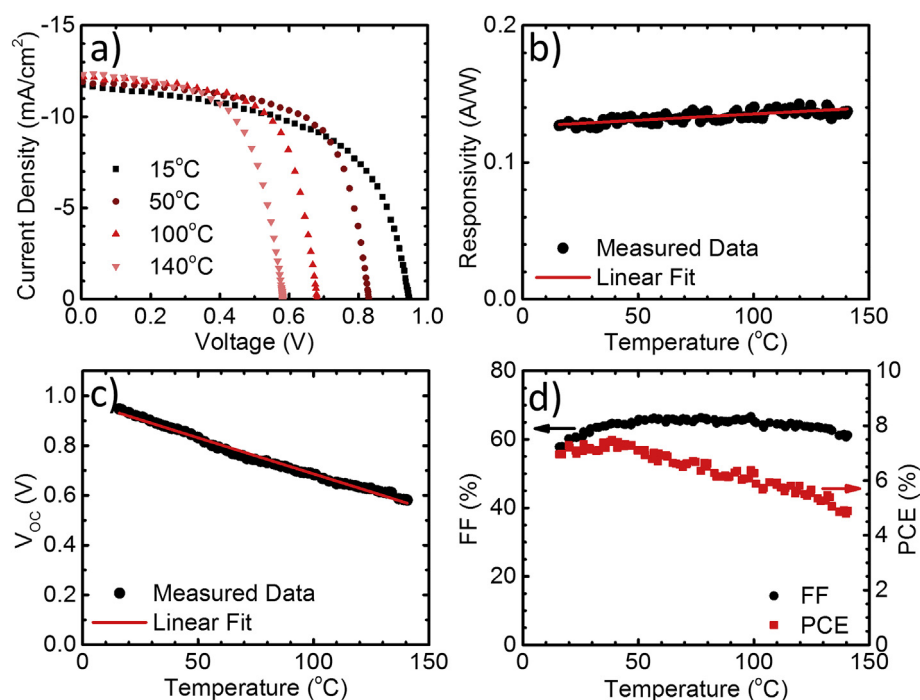 a)
Current Density (mA/cm²)
-15
-10
-5
0
15°C
50°C
100°C
140°C
0.0 0.2 0.4 0.6 0.8 1.0
Voltage (V)
b)
Responsivity (A/W)
0.2
0.1
0.0
Measured Data
Linear Fit
0 50 100 150
Temperature (°C)
c)
V_OC (V)
1.0
0.8
0.6
0.4
0.2
0.0
Measured Data
Linear Fit
0 50 100 150
Temperature (°C)
d)
FF (%)
80
60
40
20
0
10
8
6
4
2
0
PCE (%)
FF
PCE
0 50 100 150
Temperature (°C)